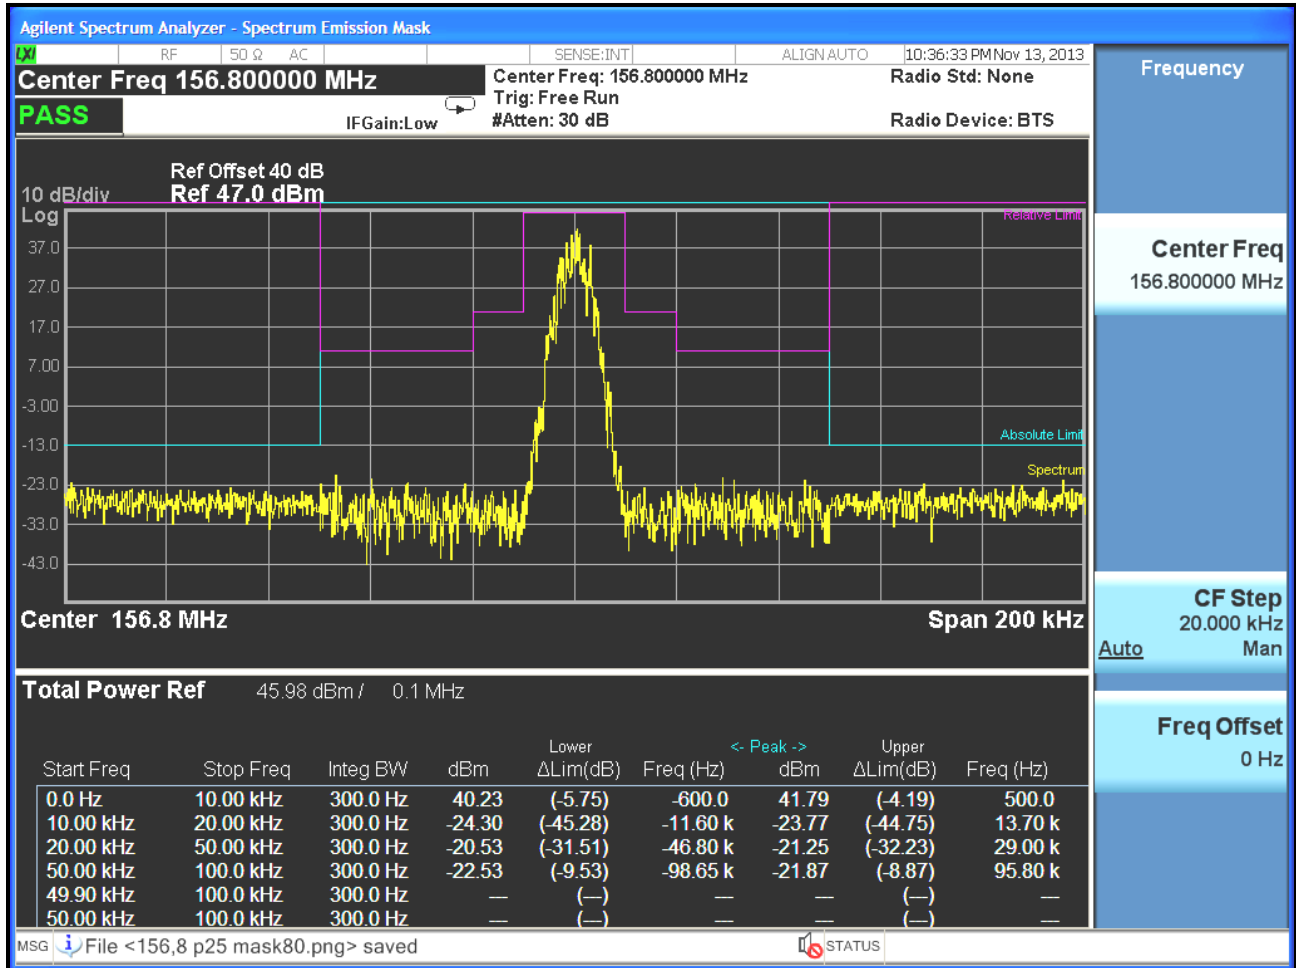 Agilent Spectrum Analyzer - Spectrum Emission Mask
LXI RF 50 Ω AC SENSE:INT ALIGN AUTO 10:36:33 PM Nov 13, 2013
Center Freq 156.800000 MHz Center Freq: 156.800000 MHz Radio Std: None
Trig: Free Run
PASS IFGain:Low #Atten: 30 dB Radio Device: BTS
Frequency
Ref Offset 40 dB
10 dB/div Ref 47.0 dBm
Log
Relative Limit
37.0
27.0
17.0
7.00
-3.00
-13.0
Absolute Limit
Spectrum
-23.0
-33.0
-43.0
Center 156.8 MHz Span 200 kHz
Center Freq
156.800000 MHz
CF Step
20.000 kHz
Auto Man
Freq Offset
0 Hz
Total Power Ref 45.98 dBm / 0.1 MHz
Lower <- Peak -> Upper
Start Freq Stop Freq Integ BW dBm ΔLim(dB) Freq (Hz) dBm ΔLim(dB) Freq (Hz)
0.0 Hz 10.00 kHz 300.0 Hz 40.23 (-5.75) -600.0 41.79 (-4.19) 500.0
10.00 kHz 20.00 kHz 300.0 Hz -24.30 (-45.28) -11.60 k -23.77 (-44.75) 13.70 k
20.00 kHz 50.00 kHz 300.0 Hz -20.53 (-31.51) -46.80 k -21.25 (-32.23) 29.00 k
50.00 kHz 100.0 kHz 300.0 Hz -22.53 (-9.53) -98.65 k -21.87 (-8.87) 95.80 k
49.90 kHz 100.0 kHz 300.0 Hz --- (---) --- --- (---) ---
50.00 kHz 100.0 kHz 300.0 Hz --- (---) --- --- (---) ---
MSG File <156,8 p25 mask80.png> saved STATUS